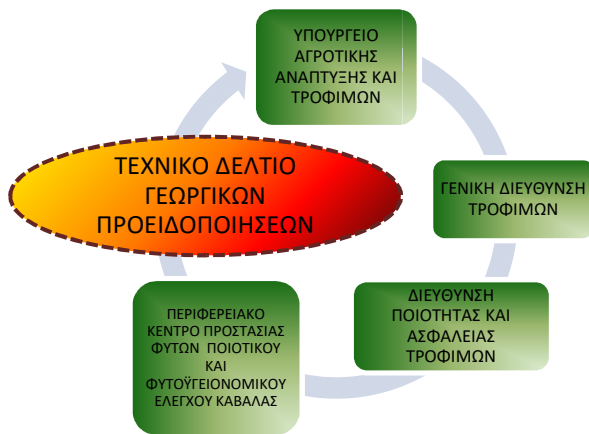 ΥΠΟΥΡΓΕΙΟ
ΑΓΡΟΤΙΚΗΣ
ΑΝΑΠΤΥΞΗΣ ΚΑΙ
ΤΡΟΦΙΜΩΝ
ΓΕΝΙΚΗ ΔΙΕΥΘΥΝΣΗ
ΤΡΟΦΙΜΩΝ
ΔΙΕΥΘΥΝΣΗ
ΠΟΙΟΤΗΤΑΣ ΚΑΙ
ΑΣΦΑΛΕΙΑΣ
ΤΡΟΦΙΜΩΝ
ΠΕΡΙΦΕΡΕΙΑΚΟ
ΚΕΝΤΡΟ ΠΡΟΣΤΑΣΙΑΣ
ΦΥΤΩΝ ΠΟΙΟΤΙΚΟΥ
ΚΑΙ
ΦΥΤΟΫΓΕΙΟΝΟΜΙΚΟΥ
ΕΛΕΓΧΟΥ ΚΑΒΑΛΑΣ
ΤΕΧΝΙΚΟ ΔΕΛΤΙΟ
ΓΕΩΡΓΙΚΩΝ
ΠΡΟΕΙΔΟΠΟΙΗΣΕΩΝ